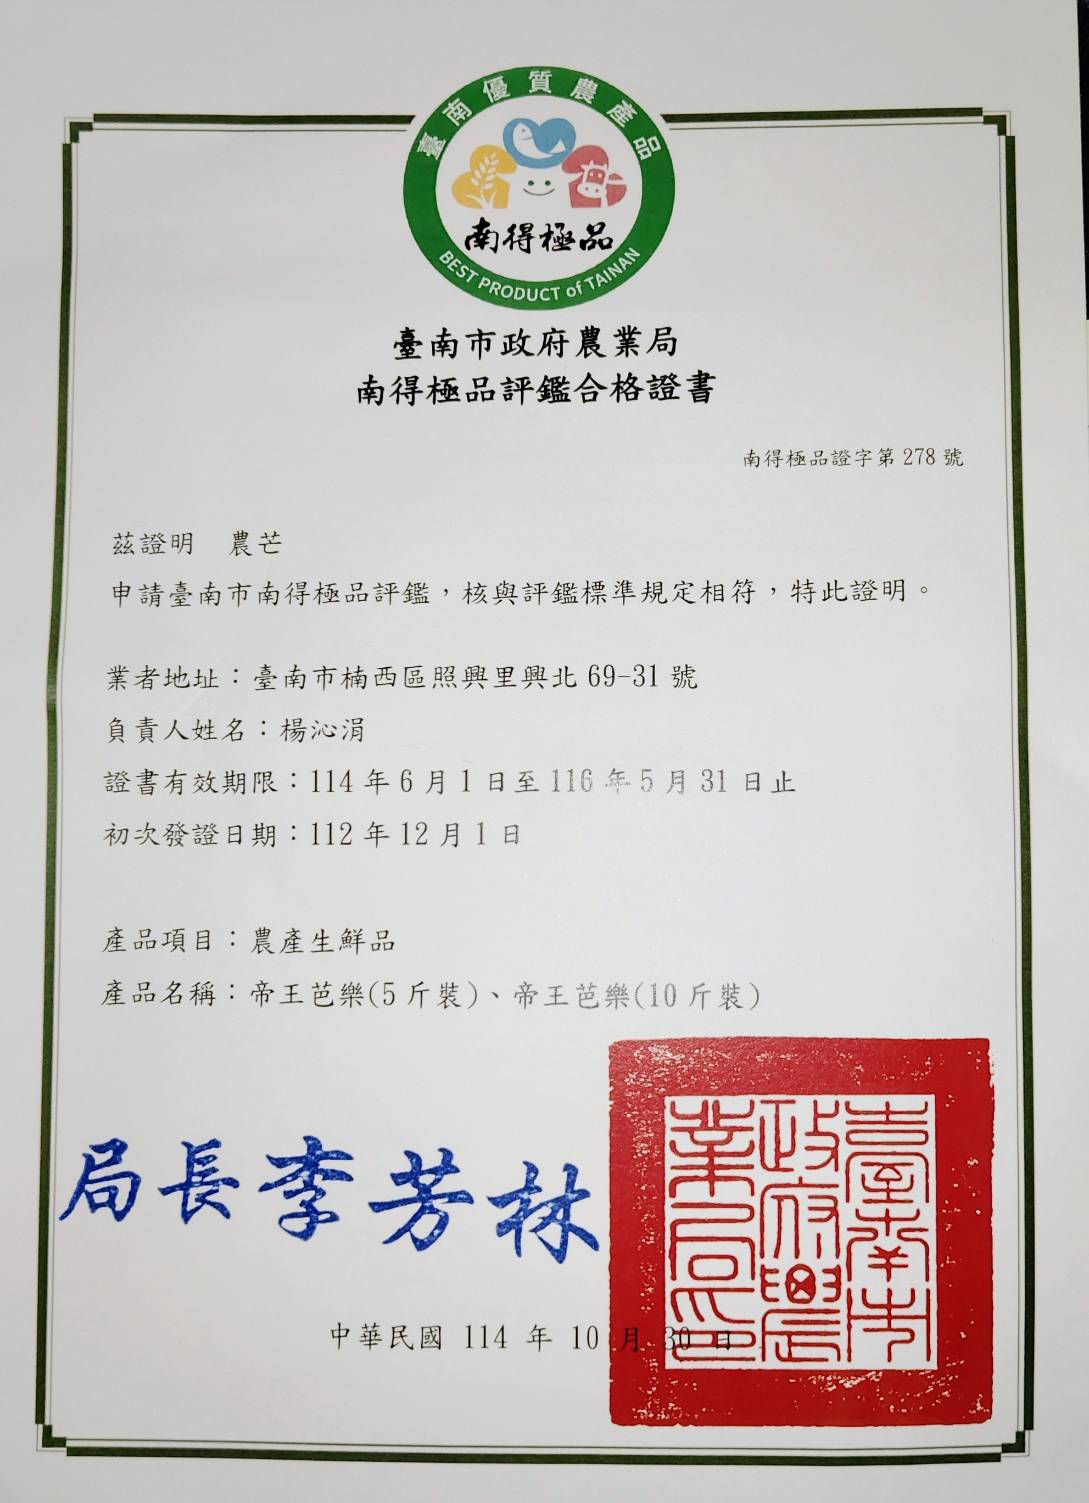 臺南優質農產品
南得極品
BEST PRODUCT of TAINAN
臺南市政府農業局
南得極品評鑑合格證書
南得極品證字第 278 號
茲證明　農芒
申請臺南市南得極品評鑑，核與評鑑標準規定相符，特此證明。
業者地址：臺南市楠西區照興里興北 69-31 號
負責人姓名：楊沁涓
證書有效期限：114 年 6 月 1 日至 116 年 5 月 31 日止
初次發證日期：112 年 12 月 1 日
產品項目：農產生鮮品
產品名稱：帝王芭樂(5 斤裝)、帝王芭樂(10 斤裝)
局長李芳林
臺南市
政府農
業局印
中華民國 114 年 10 月 30 日